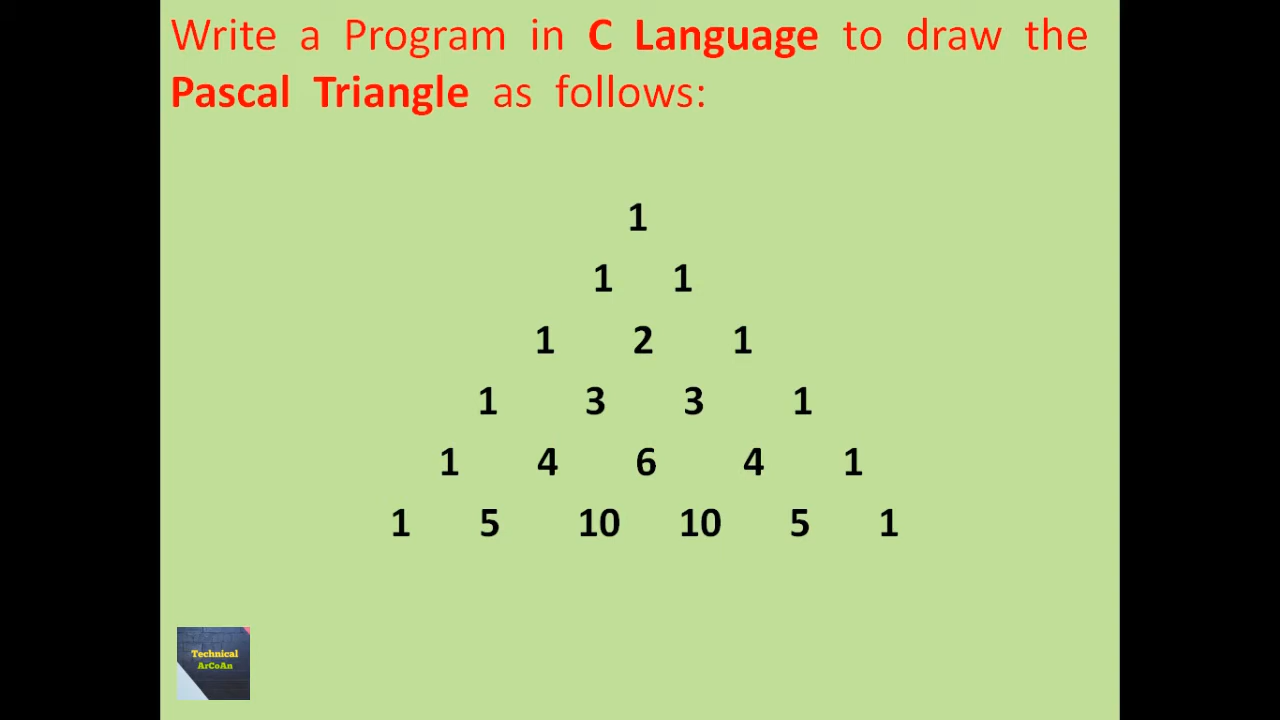 Write a Program in C Language to draw the
Pascal Triangle as follows:
1
1 1
1 2 1
1 3 3 1
1 4 6 4 1
1 5 10 10 5 1
Technical
ArCoAn